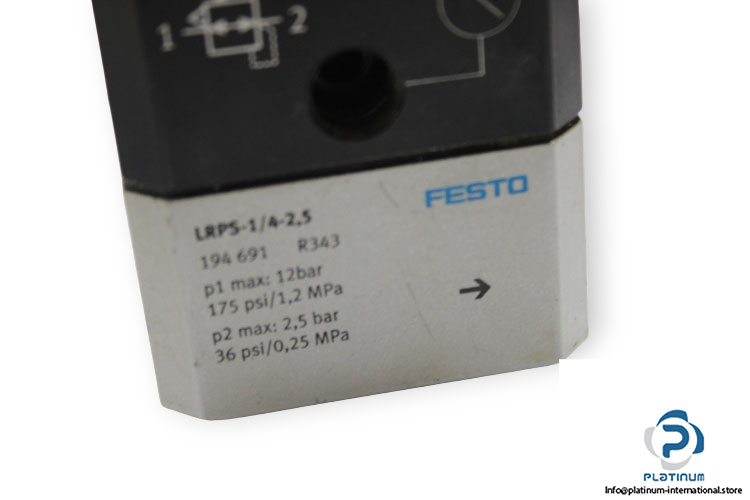 1 2
FESTO
LRPS-1/4-2,5
194 691 R343
p1 max: 12bar
175 psi/1,2 MPa
p2 max: 2,5 bar
36 psi/0,25 MPa
PLATINUM
Info@platinum-international.store